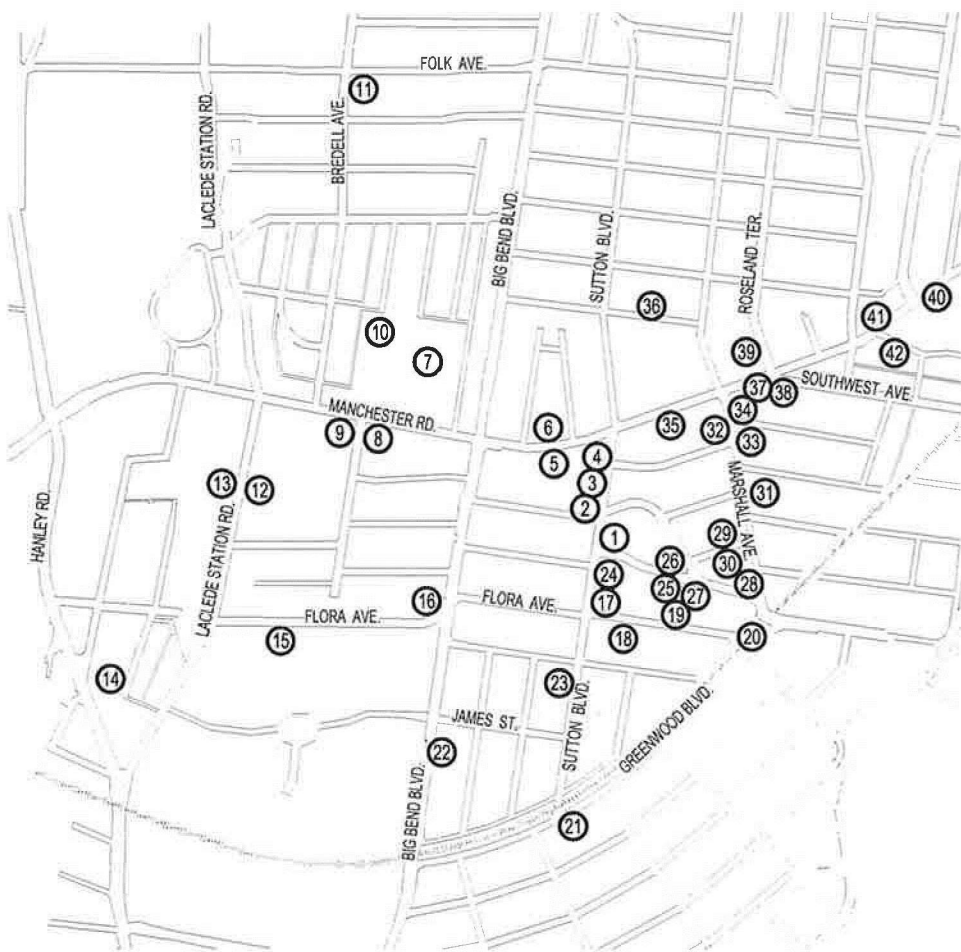 FOLK AVE.
11
LACLEDE STATION RD.
BREDELL AVE.
BIG BEND BLVD.
SUTTON BLVD.
ROSELAND TER.
36
40
41
10
7
39
42
37
38
SOUTHWEST AVE.
MANCHESTER RD.
34
9
8
6
35
32
33
5
4
3
2
13
12
31
MARSHALL AVE.
HANLEY RD.
LACLEDE STATION RD.
1
29
26
30
24
25
27
28
16
17
FLORA AVE.
19
FLORA AVE.
15
18
20
14
23
JAMES ST.
SUTTON BLVD.
GREENWOOD BLVD.
22
BIG BEND BLVD.
21